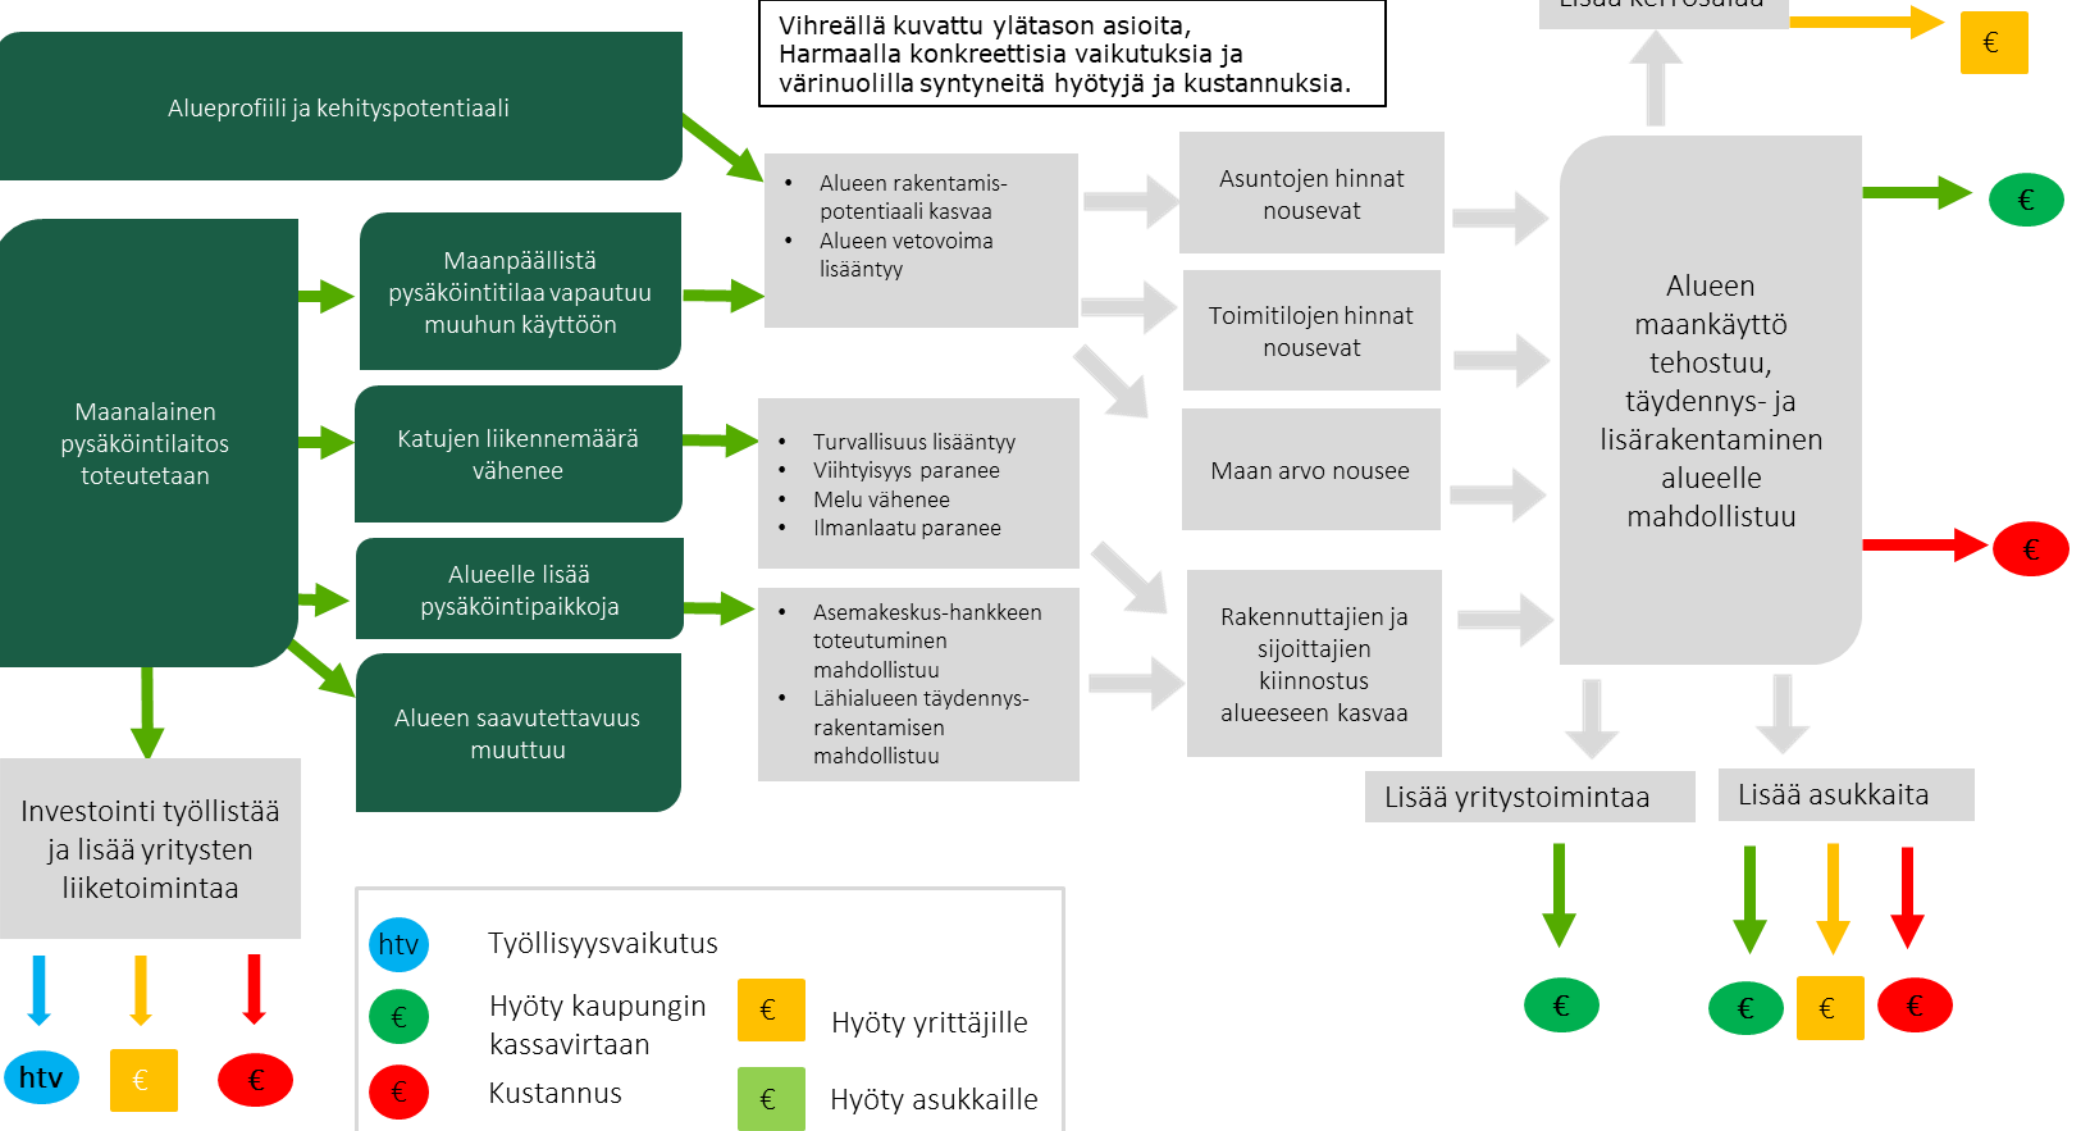 Vihreällä kuvattu ylätason asioita,
Harmaalla konkreettisia vaikutuksia ja
värinuolilla syntyneitä hyötyjä ja kustannuksia.
Lisää kerrosalaa
€
Alueprofiili ja kehityspotentiaali
Maanalainen
pysäköintilaitos
toteutetaan
Maanpäällistä
pysäköintitilaa vapautuu
muuhun käyttöön
Katujen liikennemäärä
vähenee
Alueelle lisää
pysäköintipaikkoja
Alueen saavutettavuus
muuttuu
• Alueen rakentamis-
potentiaali kasvaa
• Alueen vetovoima
lisääntyy
• Turvallisuus lisääntyy
• Viihtyisyys paranee
• Melu vähenee
• Ilmanlaatu paranee
• Asemakeskus-hankkeen
toteutuminen
mahdollistuu
• Lähialueen täydennys-
rakentamisen
mahdollistuu
Asuntojen hinnat
nousevat
Toimitilojen hinnat
nousevat
Maan arvo nousee
Rakennuttajien ja
sijoittajien
kiinnostus
alueeseen kasvaa
Alueen
maankäyttö
tehostuu,
täydennys- ja
lisärakentaminen
alueelle
mahdollistuu
€
€
Lisää yritystoimintaa
€
Lisää asukkaita
€ € €
Investointi työllistää
ja lisää yritysten
liiketoimintaa
htv € €
htv Työllisyysvaikutus
€ Hyöty kaupungin
kassavirtaan
€ Kustannus
€ Hyöty yrittäjille
€ Hyöty asukkaille